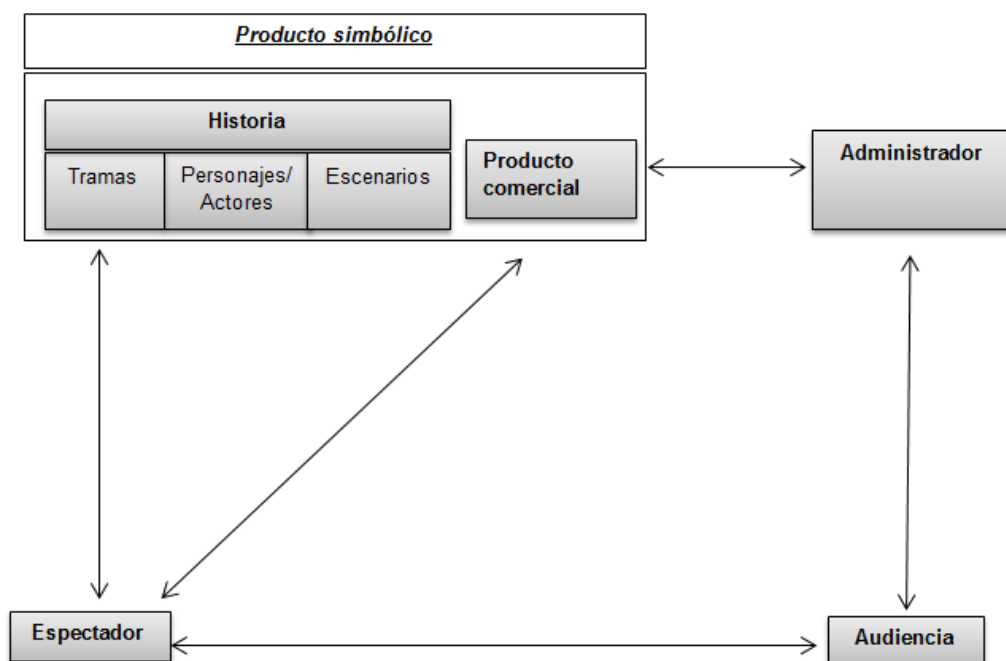 Producto simbólico
Historia
Tramas
Personajes/
Actores
Escenarios
Producto
comercial
Administrador
Espectador
Audiencia